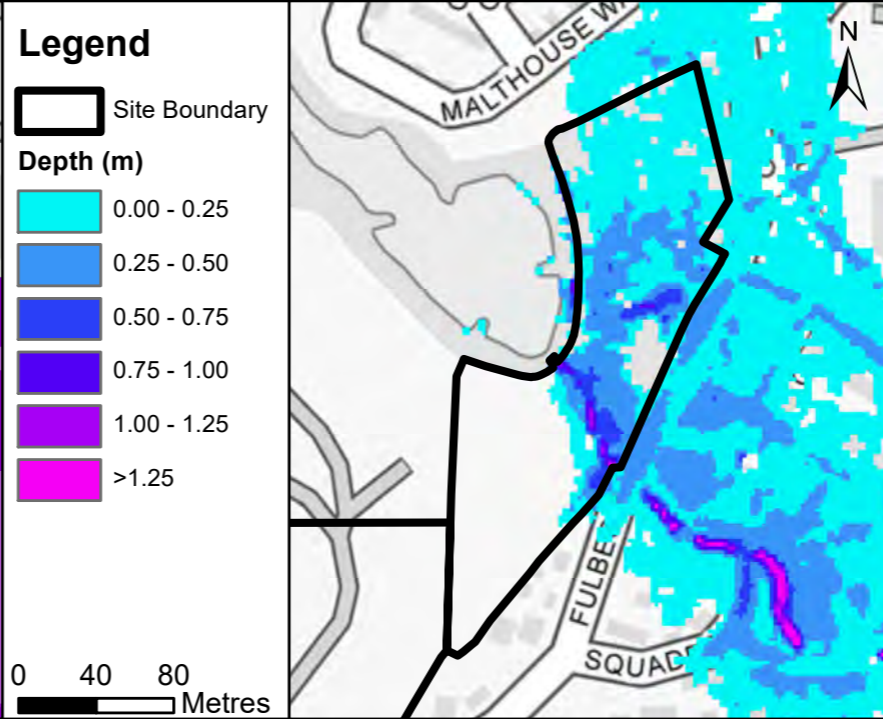 Legend
Site Boundary
Depth (m)
0.00 - 0.25
0.25 - 0.50
0.50 - 0.75
0.75 - 1.00
1.00 - 1.25
>1.25
0 40 80
Metres
N
MALTHOUSE W
FULBE
SQUAD